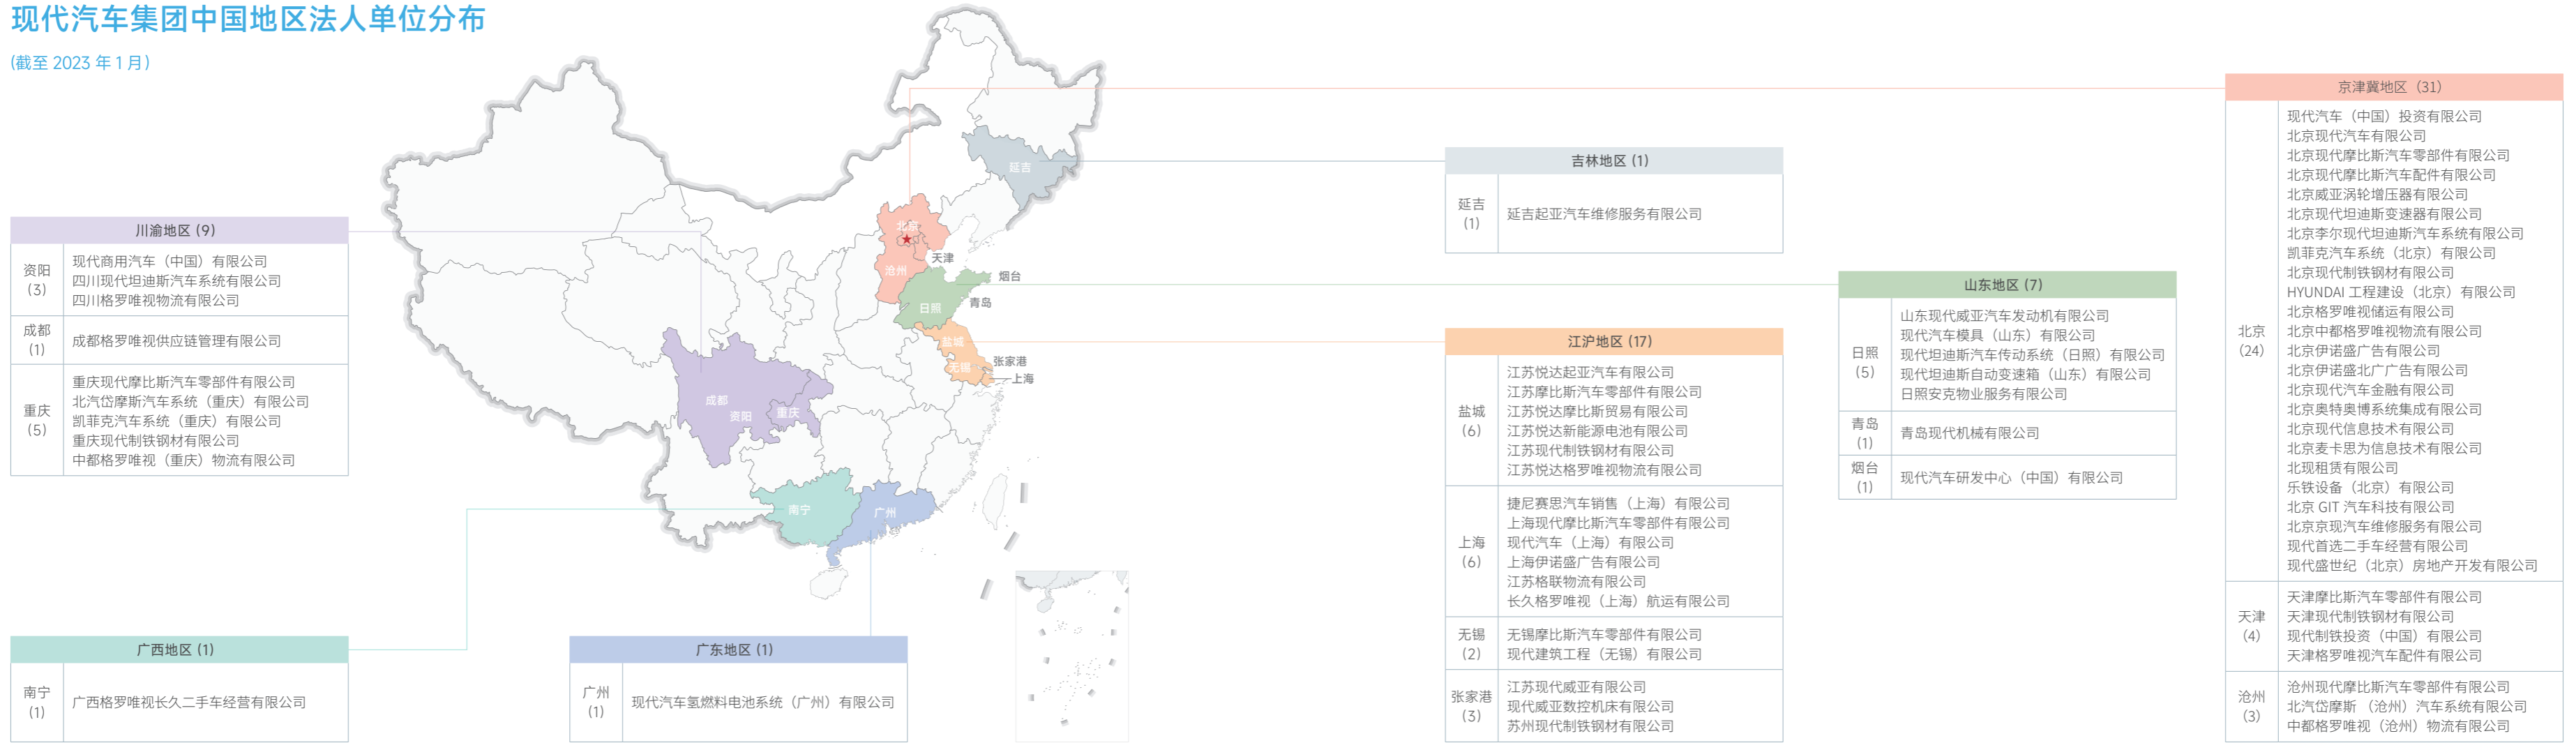 现代汽车集团中国地区法人单位分布
(截至 2023 年 1 月)
川渝地区 (9)
资阳
(3)
现代商用汽车（中国）有限公司
四川现代坦迪斯汽车系统有限公司
四川格罗唯视物流有限公司
成都
(1)
成都格罗唯视供应链管理有限公司
重庆
(5)
重庆现代摩比斯汽车零部件有限公司
北汽岱摩斯汽车系统（重庆）有限公司
凯菲克汽车系统（重庆）有限公司
重庆现代制铁钢材有限公司
中都格罗唯视（重庆）物流有限公司
广西地区 (1)
南宁
(1)
广西格罗唯视长久二手车经营有限公司
广东地区 (1)
广州
(1)
现代汽车氢燃料电池系统（广州）有限公司
延吉
北京
天津
沧州
烟台
青岛
日照
盐城
张家港
无锡
上海
成都
资阳
重庆
南宁
广州
吉林地区 (1)
延吉
(1)
延吉起亚汽车维修服务有限公司
江沪地区 (17)
盐城
(6)
江苏悦达起亚汽车有限公司
江苏摩比斯汽车零部件有限公司
江苏悦达摩比斯贸易有限公司
江苏悦达新能源电池有限公司
江苏现代制铁钢材有限公司
江苏悦达格罗唯视物流有限公司
上海
(6)
捷尼赛思汽车销售（上海）有限公司
上海现代摩比斯汽车零部件有限公司
现代汽车（上海）有限公司
上海伊诺盛广告有限公司
江苏格联物流有限公司
长久格罗唯视（上海）航运有限公司
无锡
(2)
无锡摩比斯汽车零部件有限公司
现代建筑工程（无锡）有限公司
张家港
(3)
江苏现代威亚有限公司
现代威亚数控机床有限公司
苏州现代制铁钢材有限公司
山东地区 (7)
日照
(5)
山东现代威亚汽车发动机有限公司
现代汽车模具（山东）有限公司
现代坦迪斯汽车传动系统（日照）有限公司
现代坦迪斯自动变速箱（山东）有限公司
日照安克物业服务有限公司
青岛
(1)
青岛现代机械有限公司
烟台
(1)
现代汽车研发中心（中国）有限公司
京津冀地区（31）
北京
(24)
现代汽车（中国）投资有限公司
北京现代汽车有限公司
北京现代摩比斯汽车零部件有限公司
北京现代摩比斯汽车配件有限公司
北京威亚涡轮增压器有限公司
北京现代坦迪斯变速器有限公司
北京李尔现代坦迪斯汽车系统有限公司
凯菲克汽车系统（北京）有限公司
北京现代制铁钢材有限公司
HYUNDAI 工程建设（北京）有限公司
北京格罗唯视储运有限公司
北京中都格罗唯视物流有限公司
北京伊诺盛广告有限公司
北京伊诺盛北广广告有限公司
北京现代汽车金融有限公司
北京奥特奥博系统集成有限公司
北京现代信息技术有限公司
北京麦卡思为信息技术有限公司
北现租赁有限公司
乐铁设备（北京）有限公司
北京 GIT 汽车科技有限公司
北京京现汽车维修服务有限公司
现代首选二手车经营有限公司
现代盛世纪（北京）房地产开发有限公司
天津
(4)
天津摩比斯汽车零部件有限公司
天津现代制铁钢材有限公司
现代制铁投资（中国）有限公司
天津格罗唯视汽车配件有限公司
沧州
(3)
沧州现代摩比斯汽车零部件有限公司
北汽岱摩斯 （沧州）汽车系统有限公司
中都格罗唯视（沧州）物流有限公司